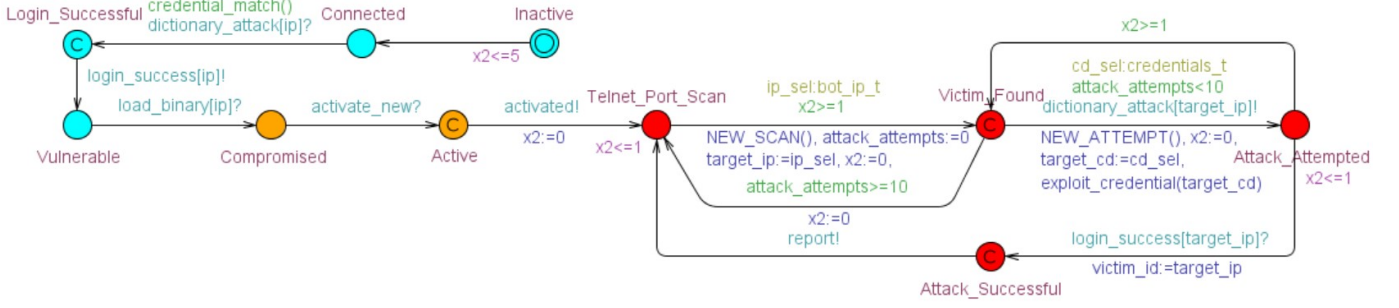 credential_match()
Login_Successful
Connected
Inactive
dictionary_attack[ip]?
x2>=1
C
x2<=5
login_success[ip]!
cd_sel:credentials_t
ip_sel:bot_ip_t
attack_attempts<10
load_binary[ip]?
activate_new?
activated!
Telnet_Port_Scan
x2>=1
Victim_Found
dictionary_attack[target_ip]!
C
C
x2:=0
x2<=1
NEW_SCAN(), attack_attempts:=0
NEW_ATTEMPT(), x2:=0,
Vulnerable
Compromised
Active
target_ip:=ip_sel, x2:=0,
target_cd:=cd_sel,
Attack_Attempted
attack_attempts>=10
exploit_credential(target_cd)
x2<=1
x2:=0
report!
login_success[target_ip]?
C
victim_id:=target_ip
Attack_Successful